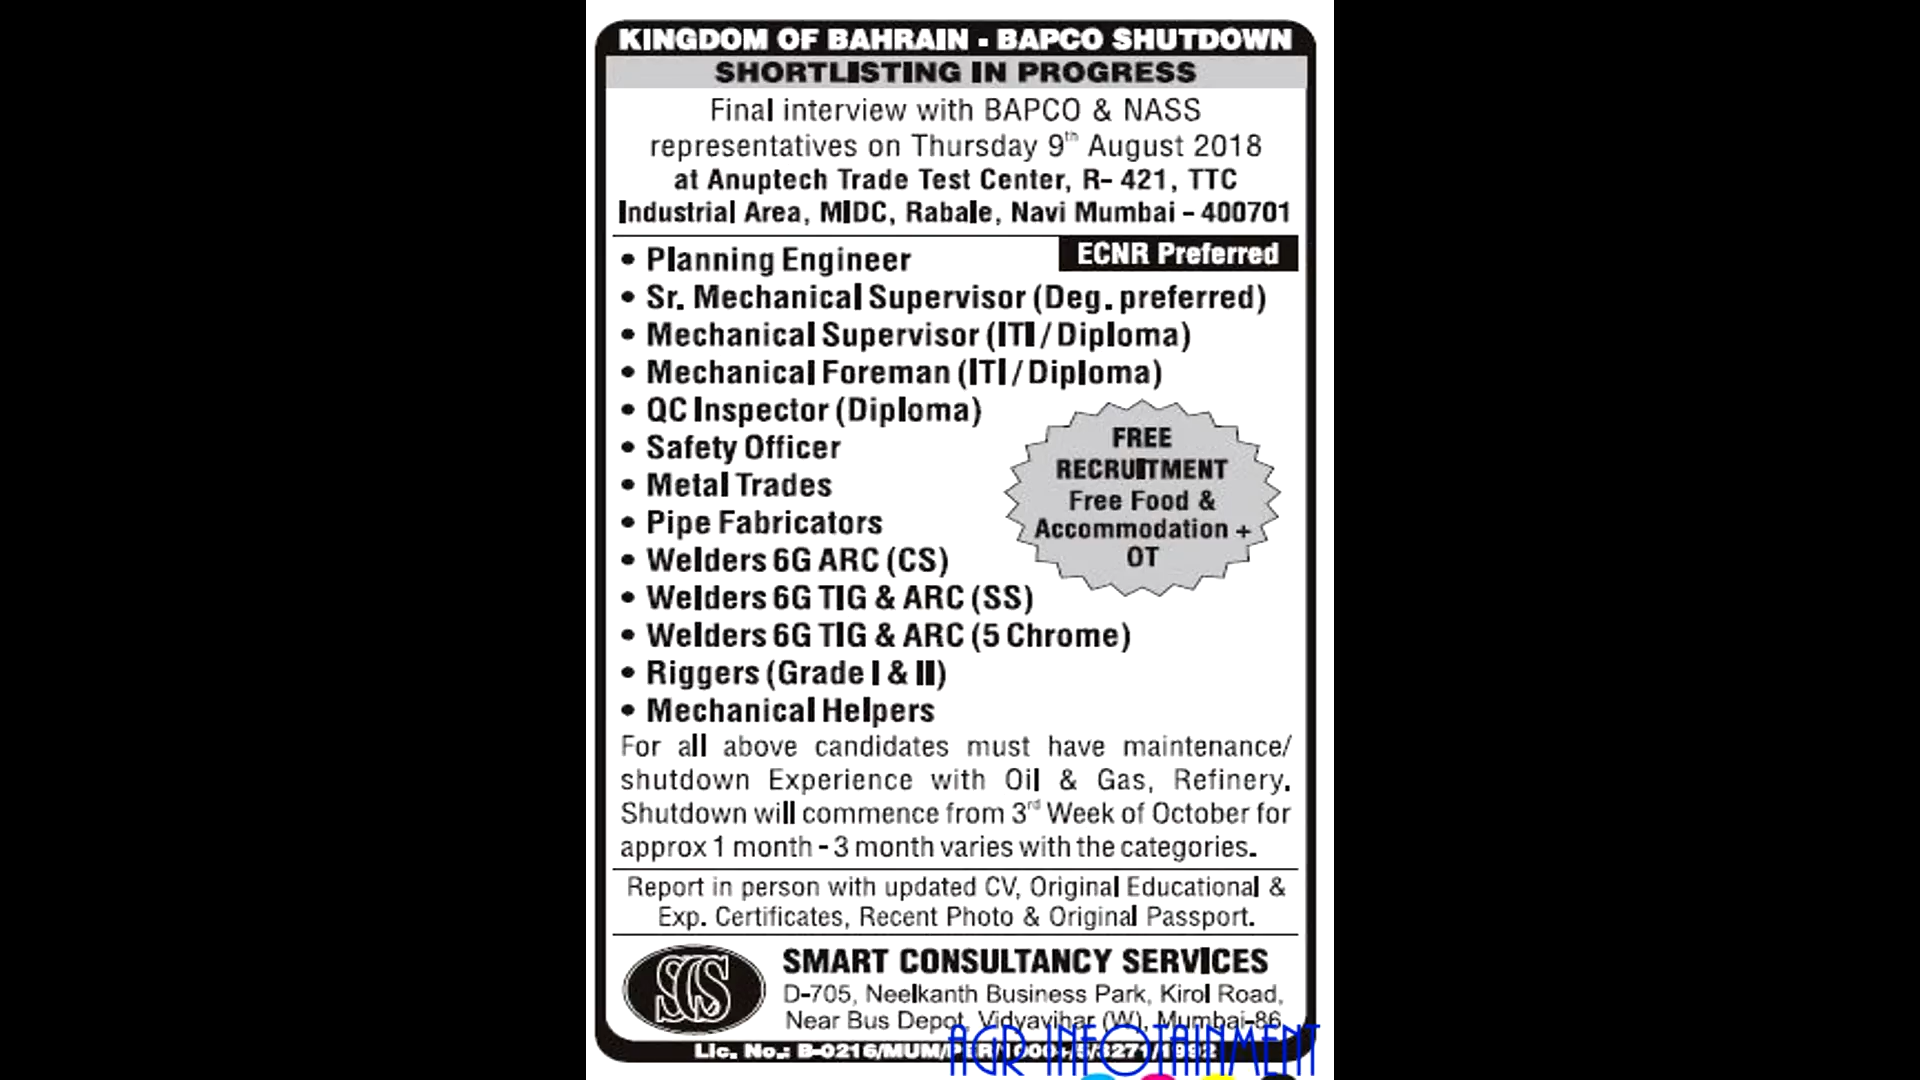 KINGDOM OF BAHRAIN - BAPCO SHUTDOWN
SHORTLISTING IN PROGRESS
Final interview with BAPCO & NASS
representatives on Thursday 9th August 2018
at Anuptech Trade Test Center, R- 421, TTC
Industrial Area, MIDC, Rabale, Navi Mumbai - 400701
ECNR Preferred
• Planning Engineer
• Sr. Mechanical Supervisor (Deg. preferred)
• Mechanical Supervisor (ITI / Diploma)
• Mechanical Foreman (ITI / Diploma)
• QC Inspector (Diploma)
• Safety Officer
• Metal Trades
• Pipe Fabricators
• Welders 6G ARC (CS)
• Welders 6G TIG & ARC (SS)
• Welders 6G TIG & ARC (5 Chrome)
• Riggers (Grade I & II)
• Mechanical Helpers
FREE
RECRUITMENT
Free Food &
Accommodation +
OT
For all above candidates must have maintenance/
shutdown Experience with Oil & Gas, Refinery.
Shutdown will commence from 3rd Week of October for
approx 1 month - 3 month varies with the categories.
Report in person with updated CV, Original Educational &
Exp. Certificates, Recent Photo & Original Passport.
SCS
SMART CONSULTANCY SERVICES
D-705, Neelkanth Business Park, Kirol Road,
Near Bus Depot, Vidyavihar (W), Mumbai-86.
Lic. No.:
AGR INFOTAINMENT